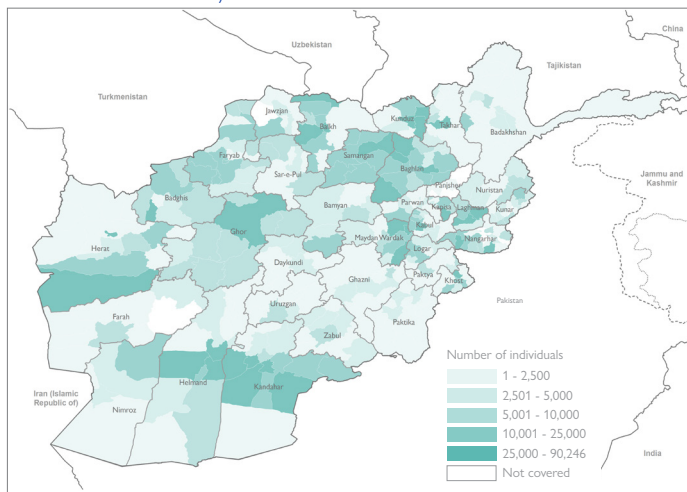 China
Uzbekistan
Tajikistan
Turkmenistan
Jawzjan
Balkh
Kunduz
Takhar
Badakhshan
Faryab
Samangan
Baghlan
Sar-e-Pul
Panjsher
Nuristan
Jammu and
Kashmir
Badghis
Bamyan
Parwan
Kapisa
Laghman
Kunar
Kabul
Ghor
Herat
Maydan Wardak
Nangarhar
Logar
Daykundi
Paktya
Ghazni
Khost
Pakistan
Uruzgan
Farah
Paktika
Zabul
Number of individuals
1 - 2,500
2,501 - 5,000
5,001 - 10,000
10,001 - 25,000
25,000 - 90,246
Not covered
Helmand
Kandahar
Iran (Islamic
Republic of)
Nimroz
India